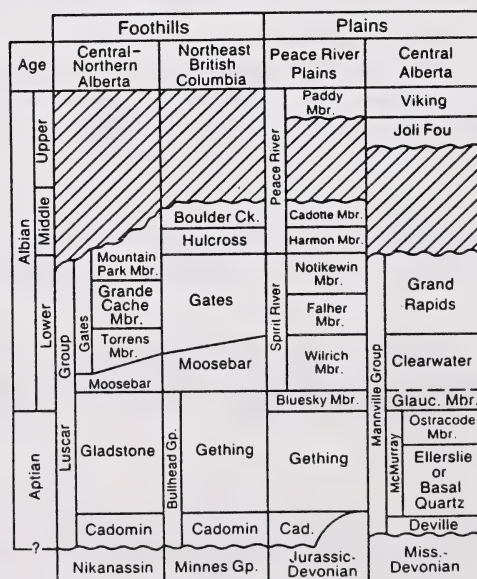 Foothills
Plains
Age
Central–
Northern
Alberta
Northeast
British
Columbia
Peace River
Plains
Central
Alberta
Albian
Upper
Middle
Lower
Aptian
?
Luscar Group
Gates
Mountain
Park Mbr.
Grande
Cache
Mbr.
Torrens
Mbr.
Moosebar
Gladstone
Cadomin
Nikanassin
Boulder Ck.
Hulcross
Gates
Moosebar
Bullhead Gp.
Gething
Cadomin
Minnes Gp.
Peace River
Paddy
Mbr.
Cadotte Mbr.
Harmon Mbr.
Spirit River
Notikewin
Mbr.
Falher
Mbr.
Wilrich Mbr.
Bluesky Mbr.
Gething
Cad.
Jurassic-
Devonian
Viking
Joli Fou
Mannville Group
Grand
Rapids
Clearwater
Glauc. Mbr.
McMurray
Ostracode
Mbr.
Ellerslie
or
Basal
Quartz
Deville
Miss.-
Devonian